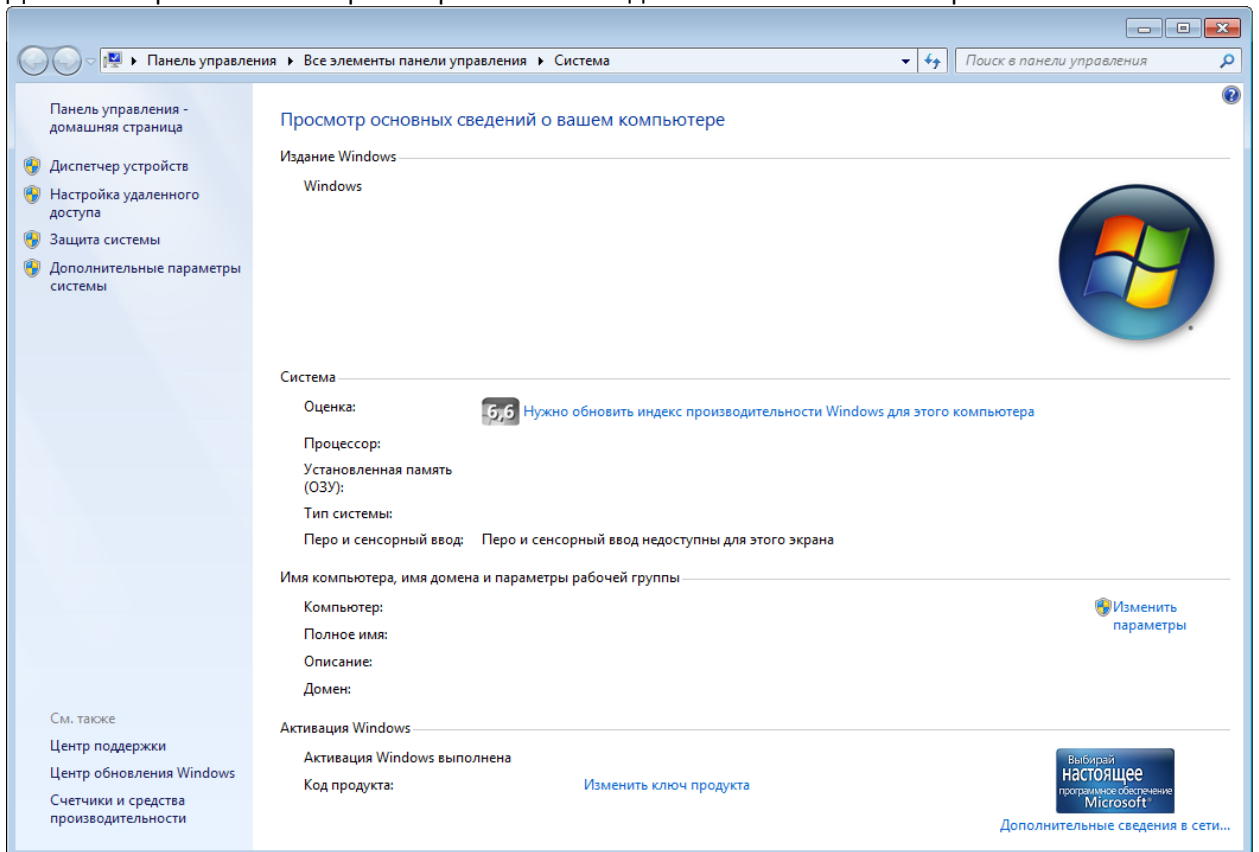 Панель управления ▸ Все элементы панели управления ▸ Система
Поиск в панели управления
Панель управления -
домашняя страница
Диспетчер устройств
Настройка удаленного
доступа
Защита системы
Дополнительные параметры
системы
Просмотр основных сведений о вашем компьютере
Издание Windows
Windows
Система
Оценка:
6,6 Нужно обновить индекс производительности Windows для этого компьютера
Процессор:
Установленная память
(ОЗУ):
Тип системы:
Перо и сенсорный ввод: Перо и сенсорный ввод недоступны для этого экрана
Имя компьютера, имя домена и параметры рабочей группы
Компьютер:
Изменить
параметры
Полное имя:
Описание:
Домен:
Активация Windows
Активация Windows выполнена
Код продукта: Изменить ключ продукта
Выбирай
настоящее
программное обеспечение
Microsoft
Дополнительные сведения в сети...
См. также
Центр поддержки
Центр обновления Windows
Счетчики и средства
производительности